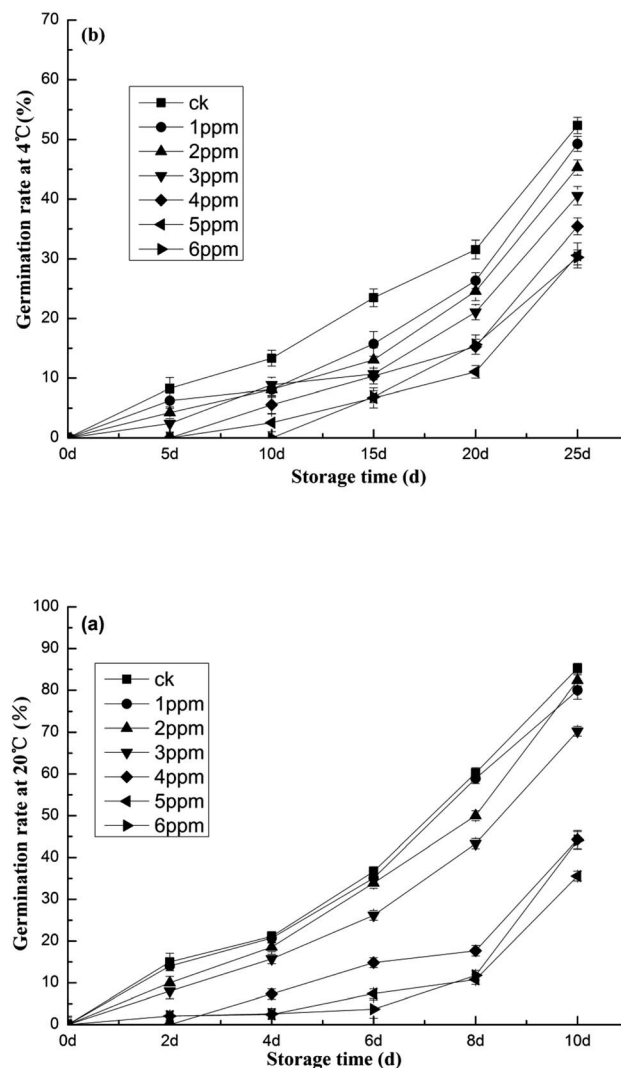 (b)
Germination rate at 4℃(%)
70
60
50
40
30
20
10
0
ck
1ppm
2ppm
3ppm
4ppm
5ppm
6ppm
0d 5d 10d 15d 20d 25d
Storage time (d)
(a)
Germination rate at 20℃ (%)
100
90
80
70
60
50
40
30
20
10
0
ck
1ppm
2ppm
3ppm
4ppm
5ppm
6ppm
0d 2d 4d 6d 8d 10d
Storage time (d)